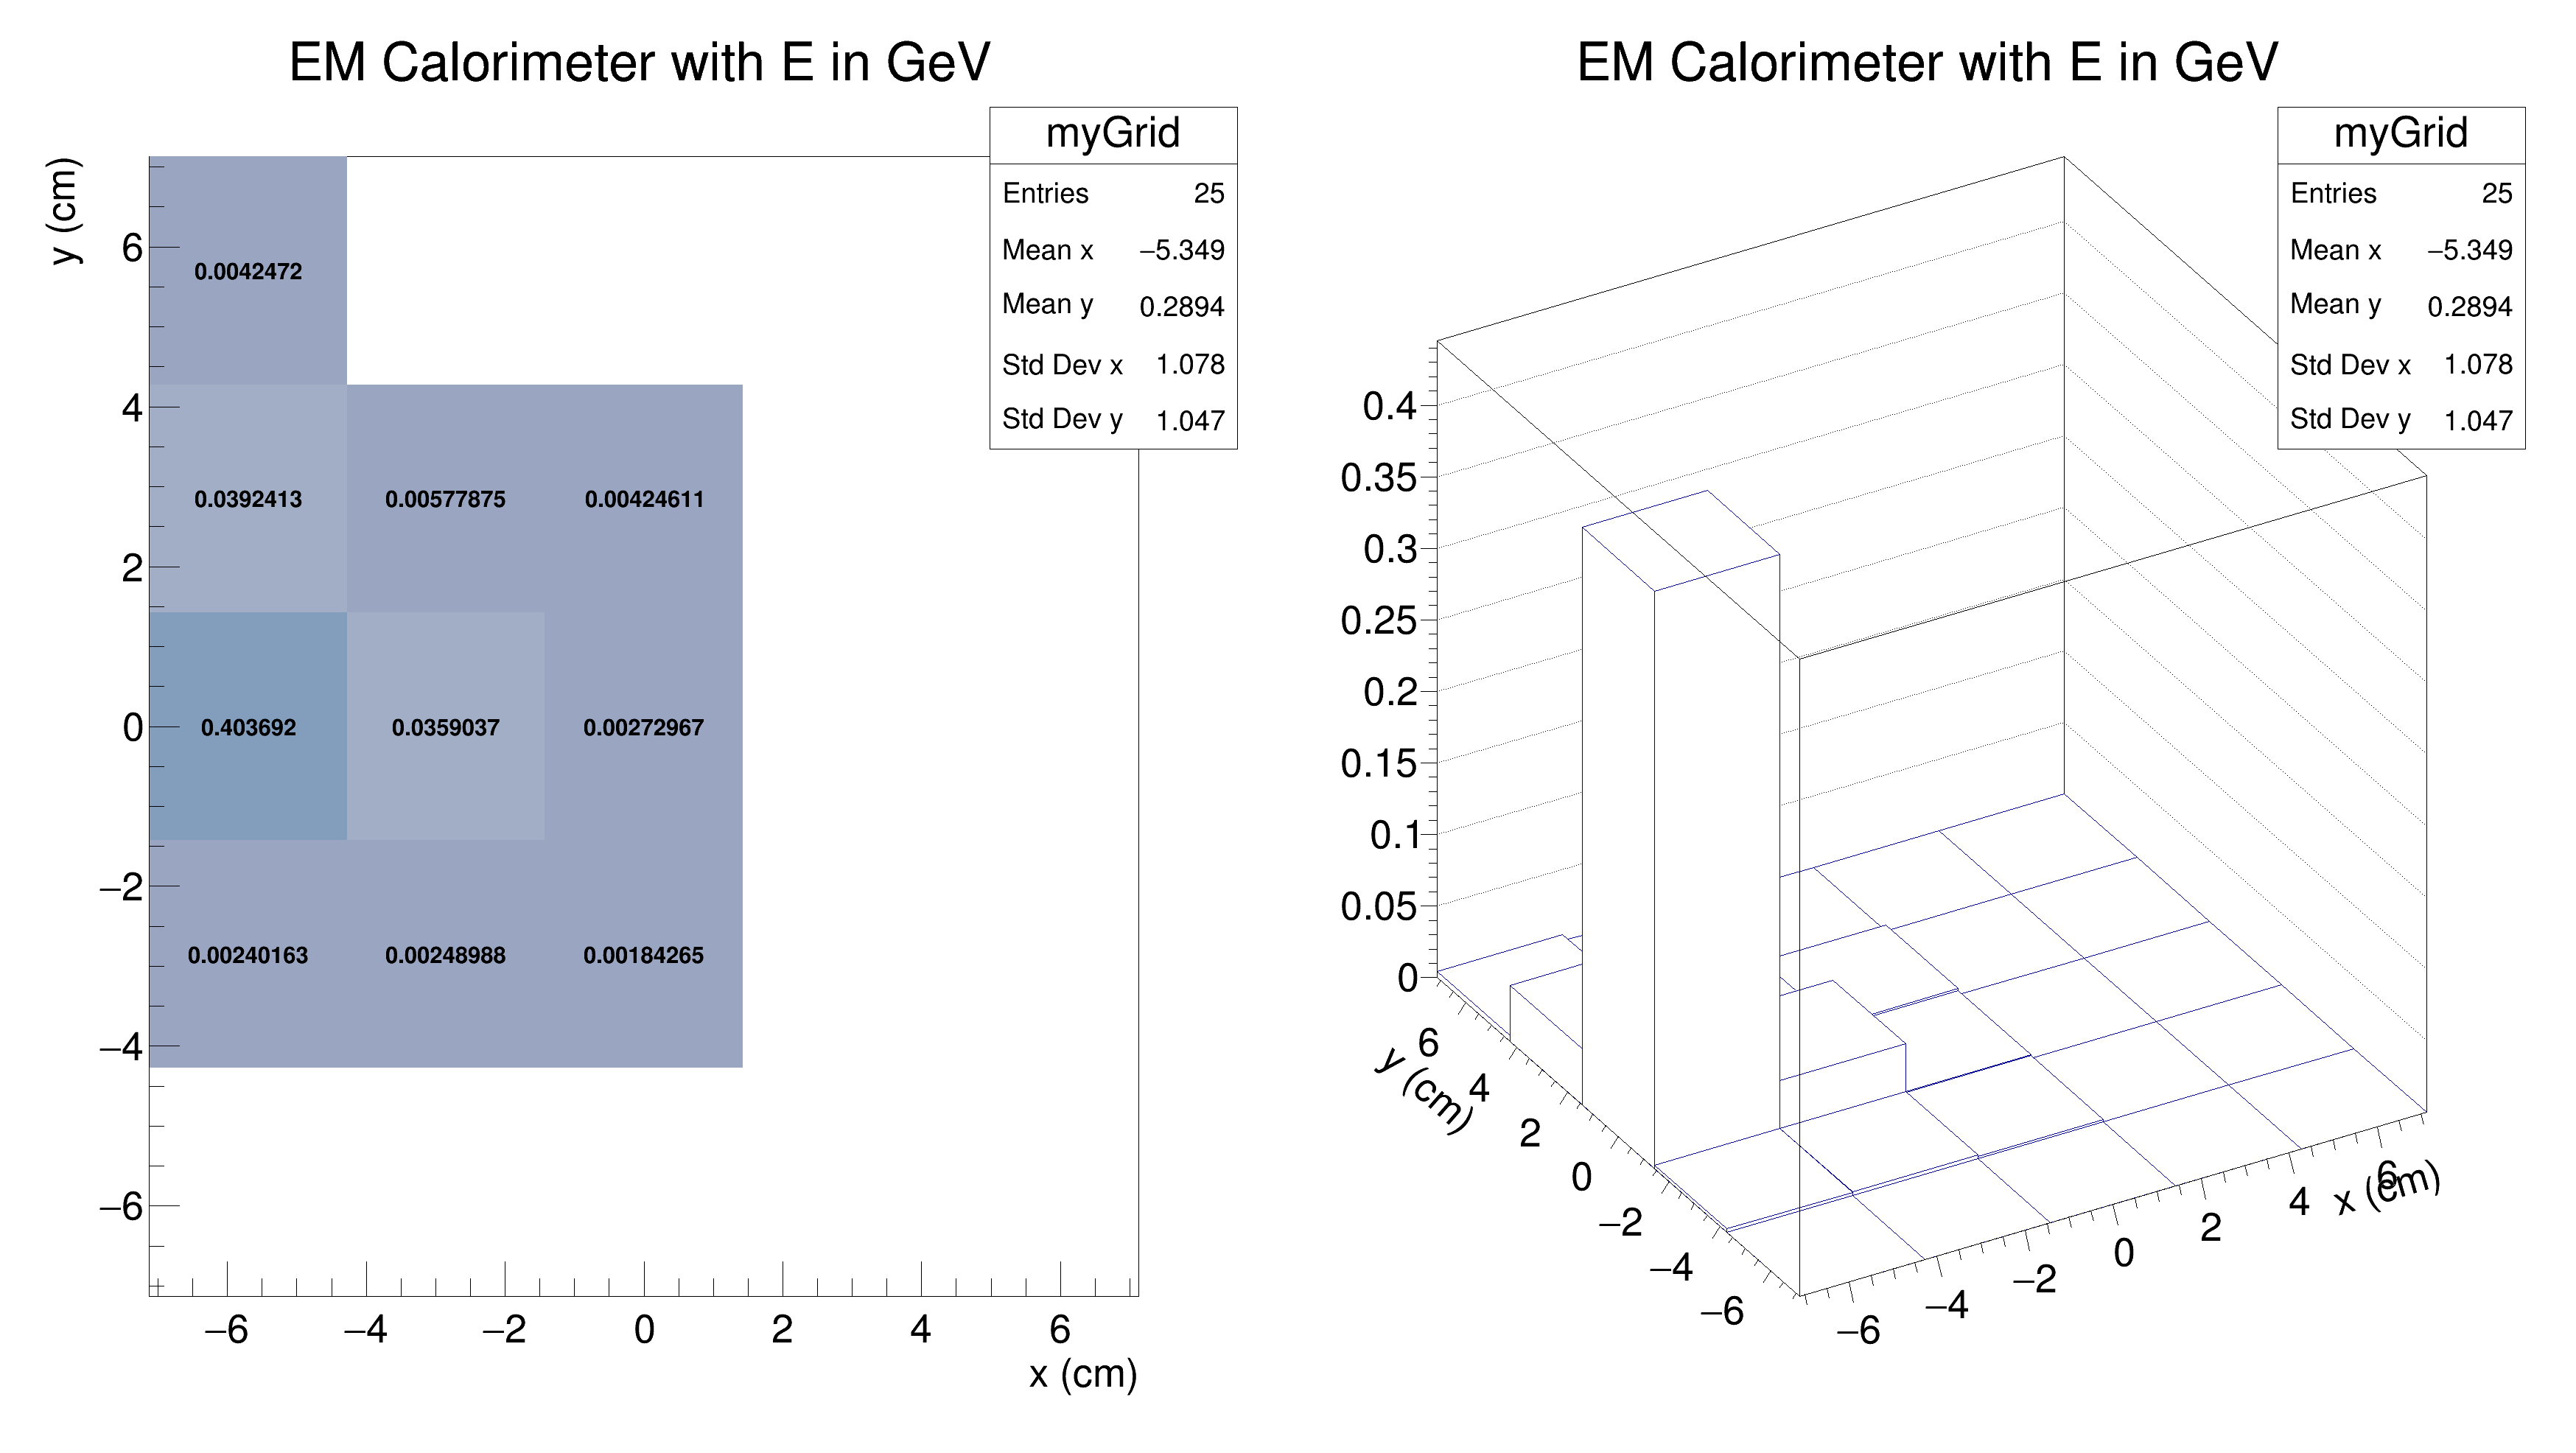 EM Calorimeter with E in GeV
myGrid
Entries 25
Mean x −5.349
Mean y 0.2894
Std Dev x 1.078
Std Dev y 1.047
y (cm)
6
4
2
0
−2
−4
−6
0.0042472
0.0392413 0.00577875 0.00424611
0.403692 0.0359037 0.00272967
0.00240163 0.00248988 0.00184265
−6 −4 −2 0 2 4 6
x (cm)
EM Calorimeter with E in GeV
myGrid
Entries 25
Mean x −5.349
Mean y 0.2894
Std Dev x 1.078
Std Dev y 1.047
0.4
0.35
0.3
0.25
0.2
0.15
0.1
0.05
0
6
4
2
0
−2
−4
−6
y (cm)
−6 −4 −2 0 2 4 6
x (cm)